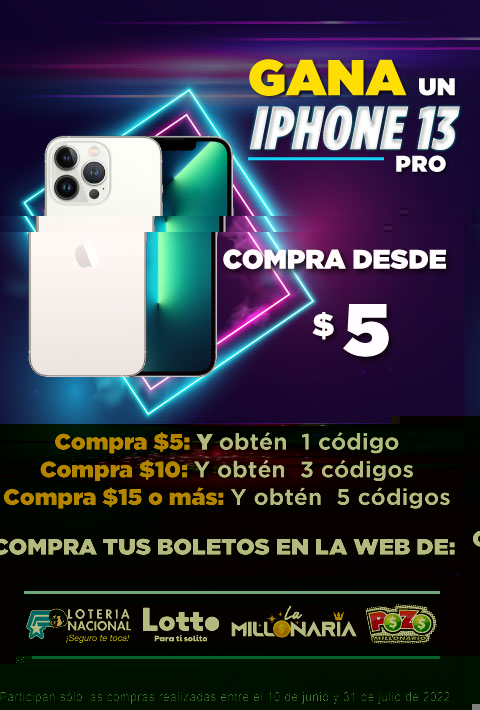 GANA UN
IPHONE 13
PRO
COMPRA DESDE
$ 5
Compra $5: Y obtén 1 código
Compra $10: Y obtén 3 códigos
Compra $15 o más: Y obtén 5 códigos
COMPRA TUS BOLETOS EN LA WEB DE:
LOTERIA
NACIONAL
¡Seguro te toca!
Lotto
Para ti solito
La
MILLONARIA
POZO
MILLONARIO
Participan sólo las compras realizadas entre el 10 de junio y 31 de julio de 2022